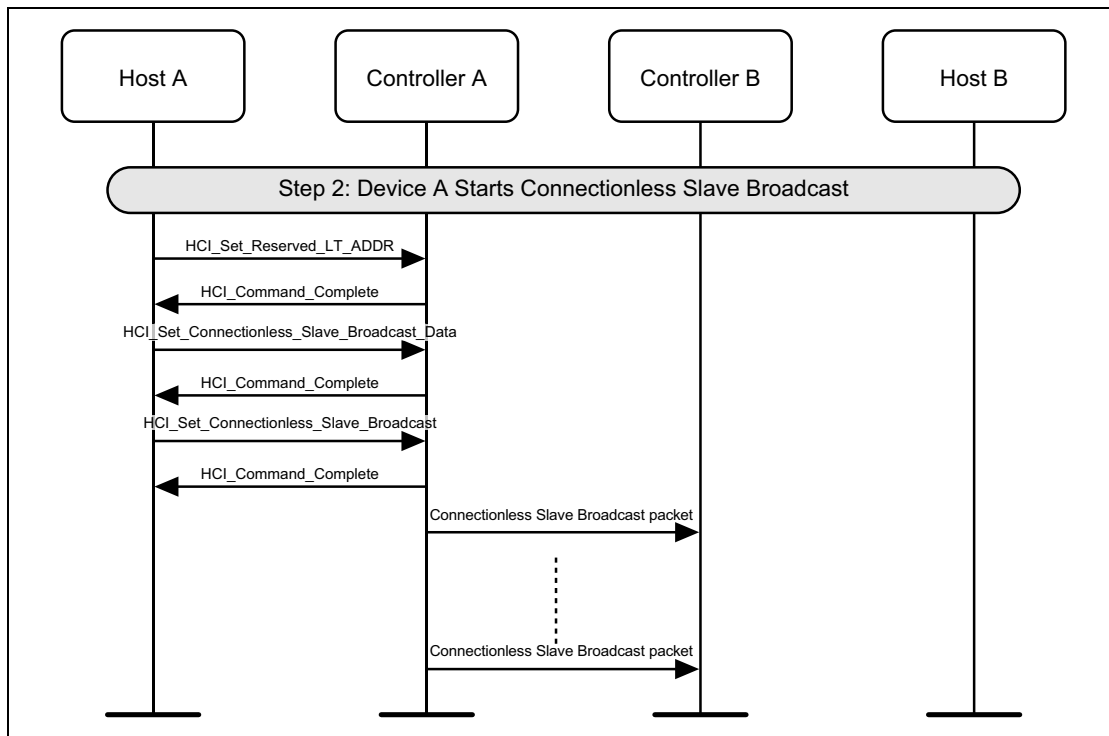 Host A
Controller A
Controller B
Host B
Step 2: Device A Starts Connectionless Slave Broadcast
HCI_Set_Reserved_LT_ADDR
HCI_Command_Complete
HCI_Set_Connectionless_Slave_Broadcast_Data
HCI_Command_Complete
HCI_Set_Connectionless_Slave_Broadcast
HCI_Command_Complete
Connectionless Slave Broadcast packet
Connectionless Slave Broadcast packet